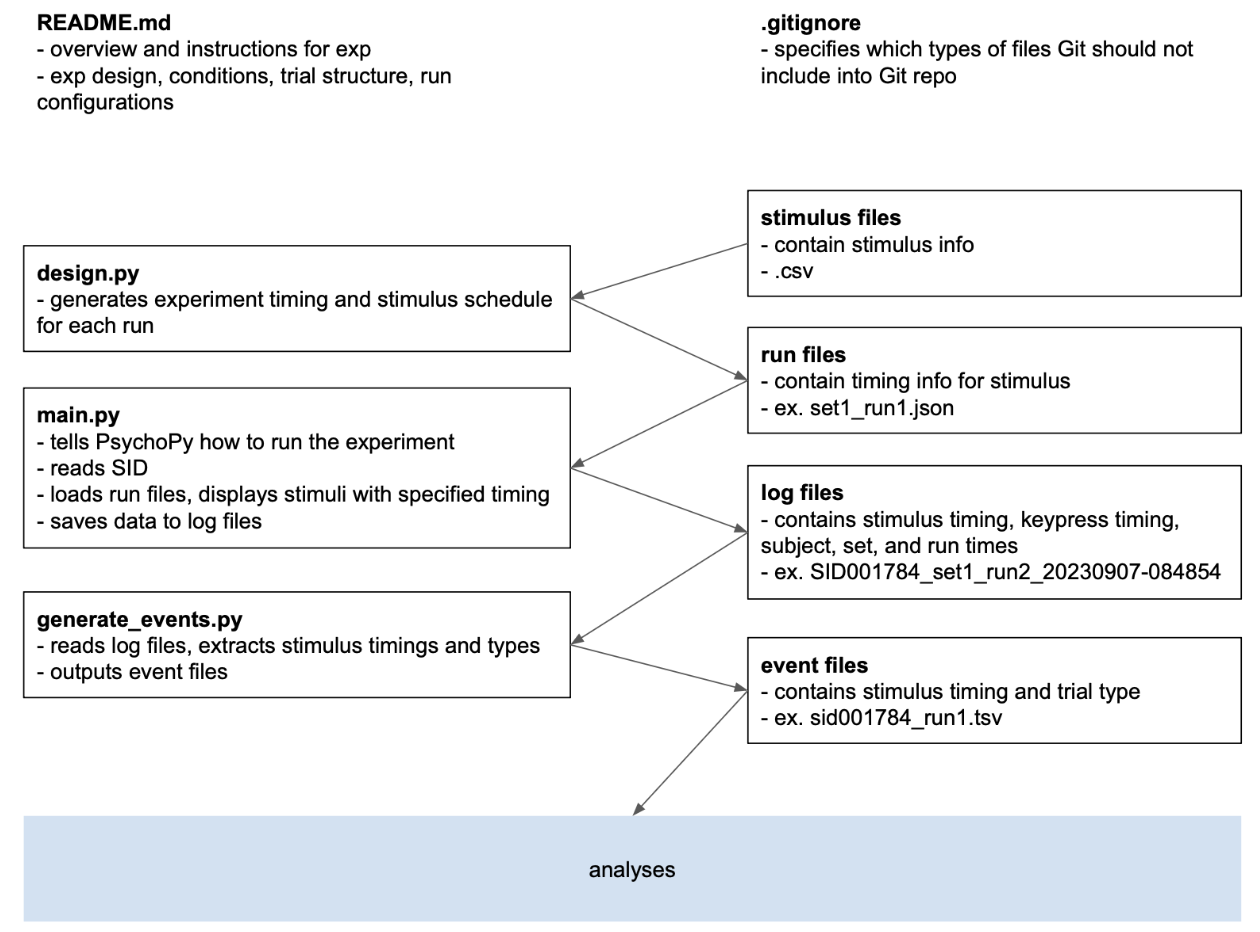 README.md
- overview and instructions for exp
- exp design, conditions, trial structure, run
configurations
.gitignore
- specifies which types of files Git should not
include into Git repo
stimulus files
- contain stimulus info
- .csv
design.py
- generates experiment timing and stimulus schedule
for each run
run files
- contain timing info for stimulus
- ex. set1_run1.json
main.py
- tells PsychoPy how to run the experiment
- reads SID
- loads run files, displays stimuli with specified timing
- saves data to log files
log files
- contains stimulus timing, keypress timing,
subject, set, and run times
- ex. SID001784_set1_run2_20230907-084854
generate_events.py
- reads log files, extracts stimulus timings and types
- outputs event files
event files
- contains stimulus timing and trial type
- ex. sid001784_run1.tsv
analyses